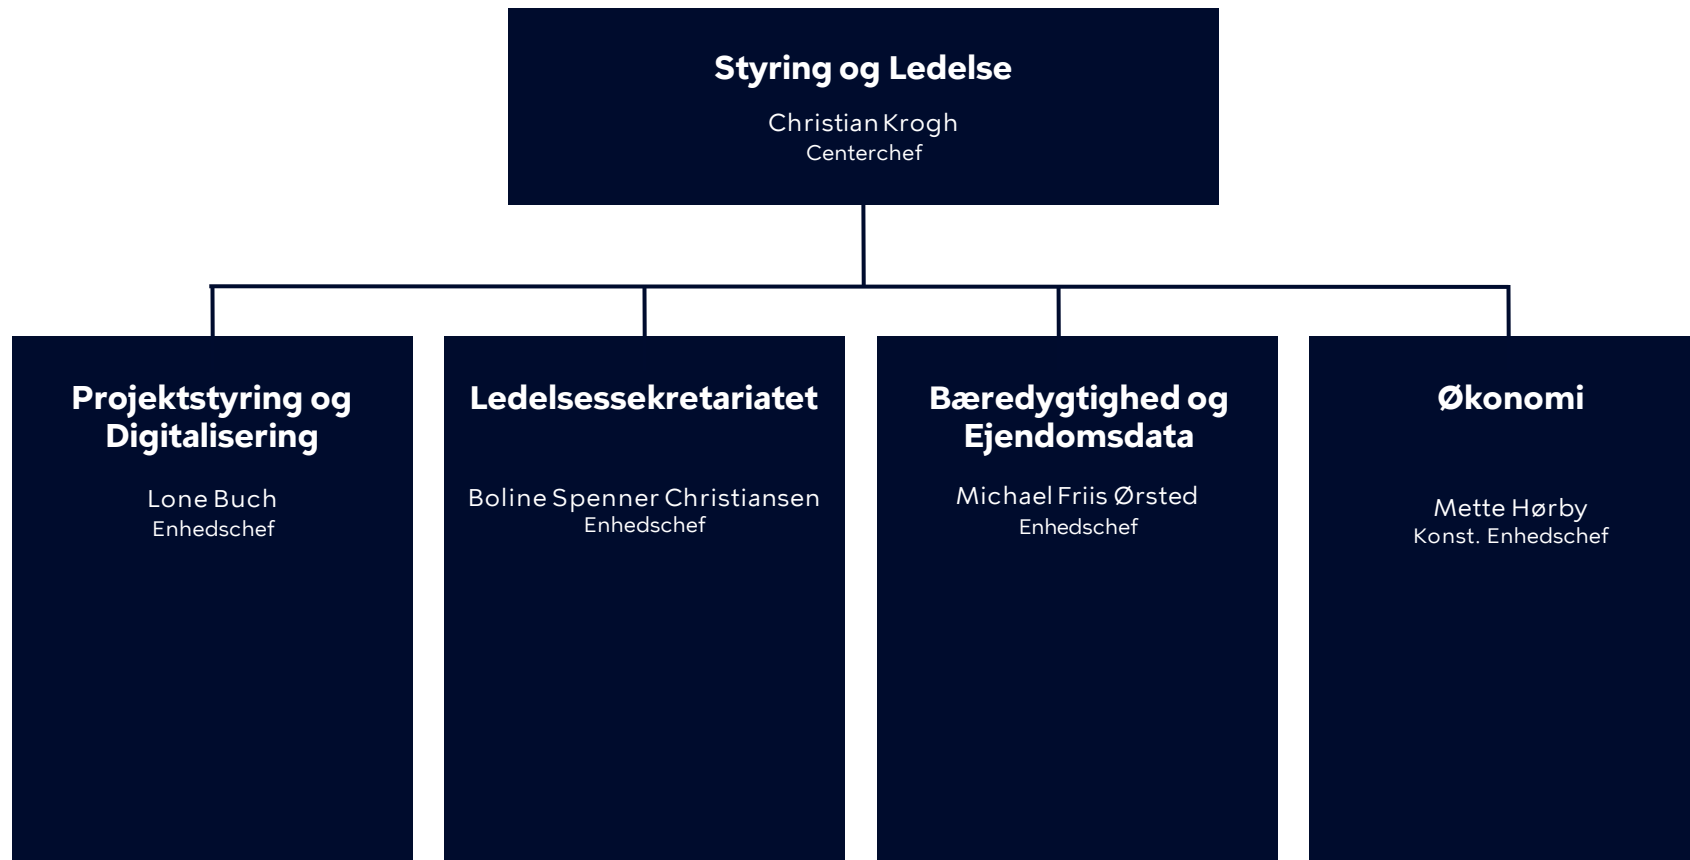 Styring og Ledelse
Christian Krogh
Centerchef
Projektstyring og
Digitalisering
Lone Buch
Enhedschef
Ledelsessekretariatet
Boline Spenner Christiansen
Enhedschef
Bæredygtighed og
Ejendomsdata
Michael Friis Ørsted
Enhedschef
Økonomi
Mette Hørby
Konst. Enhedschef